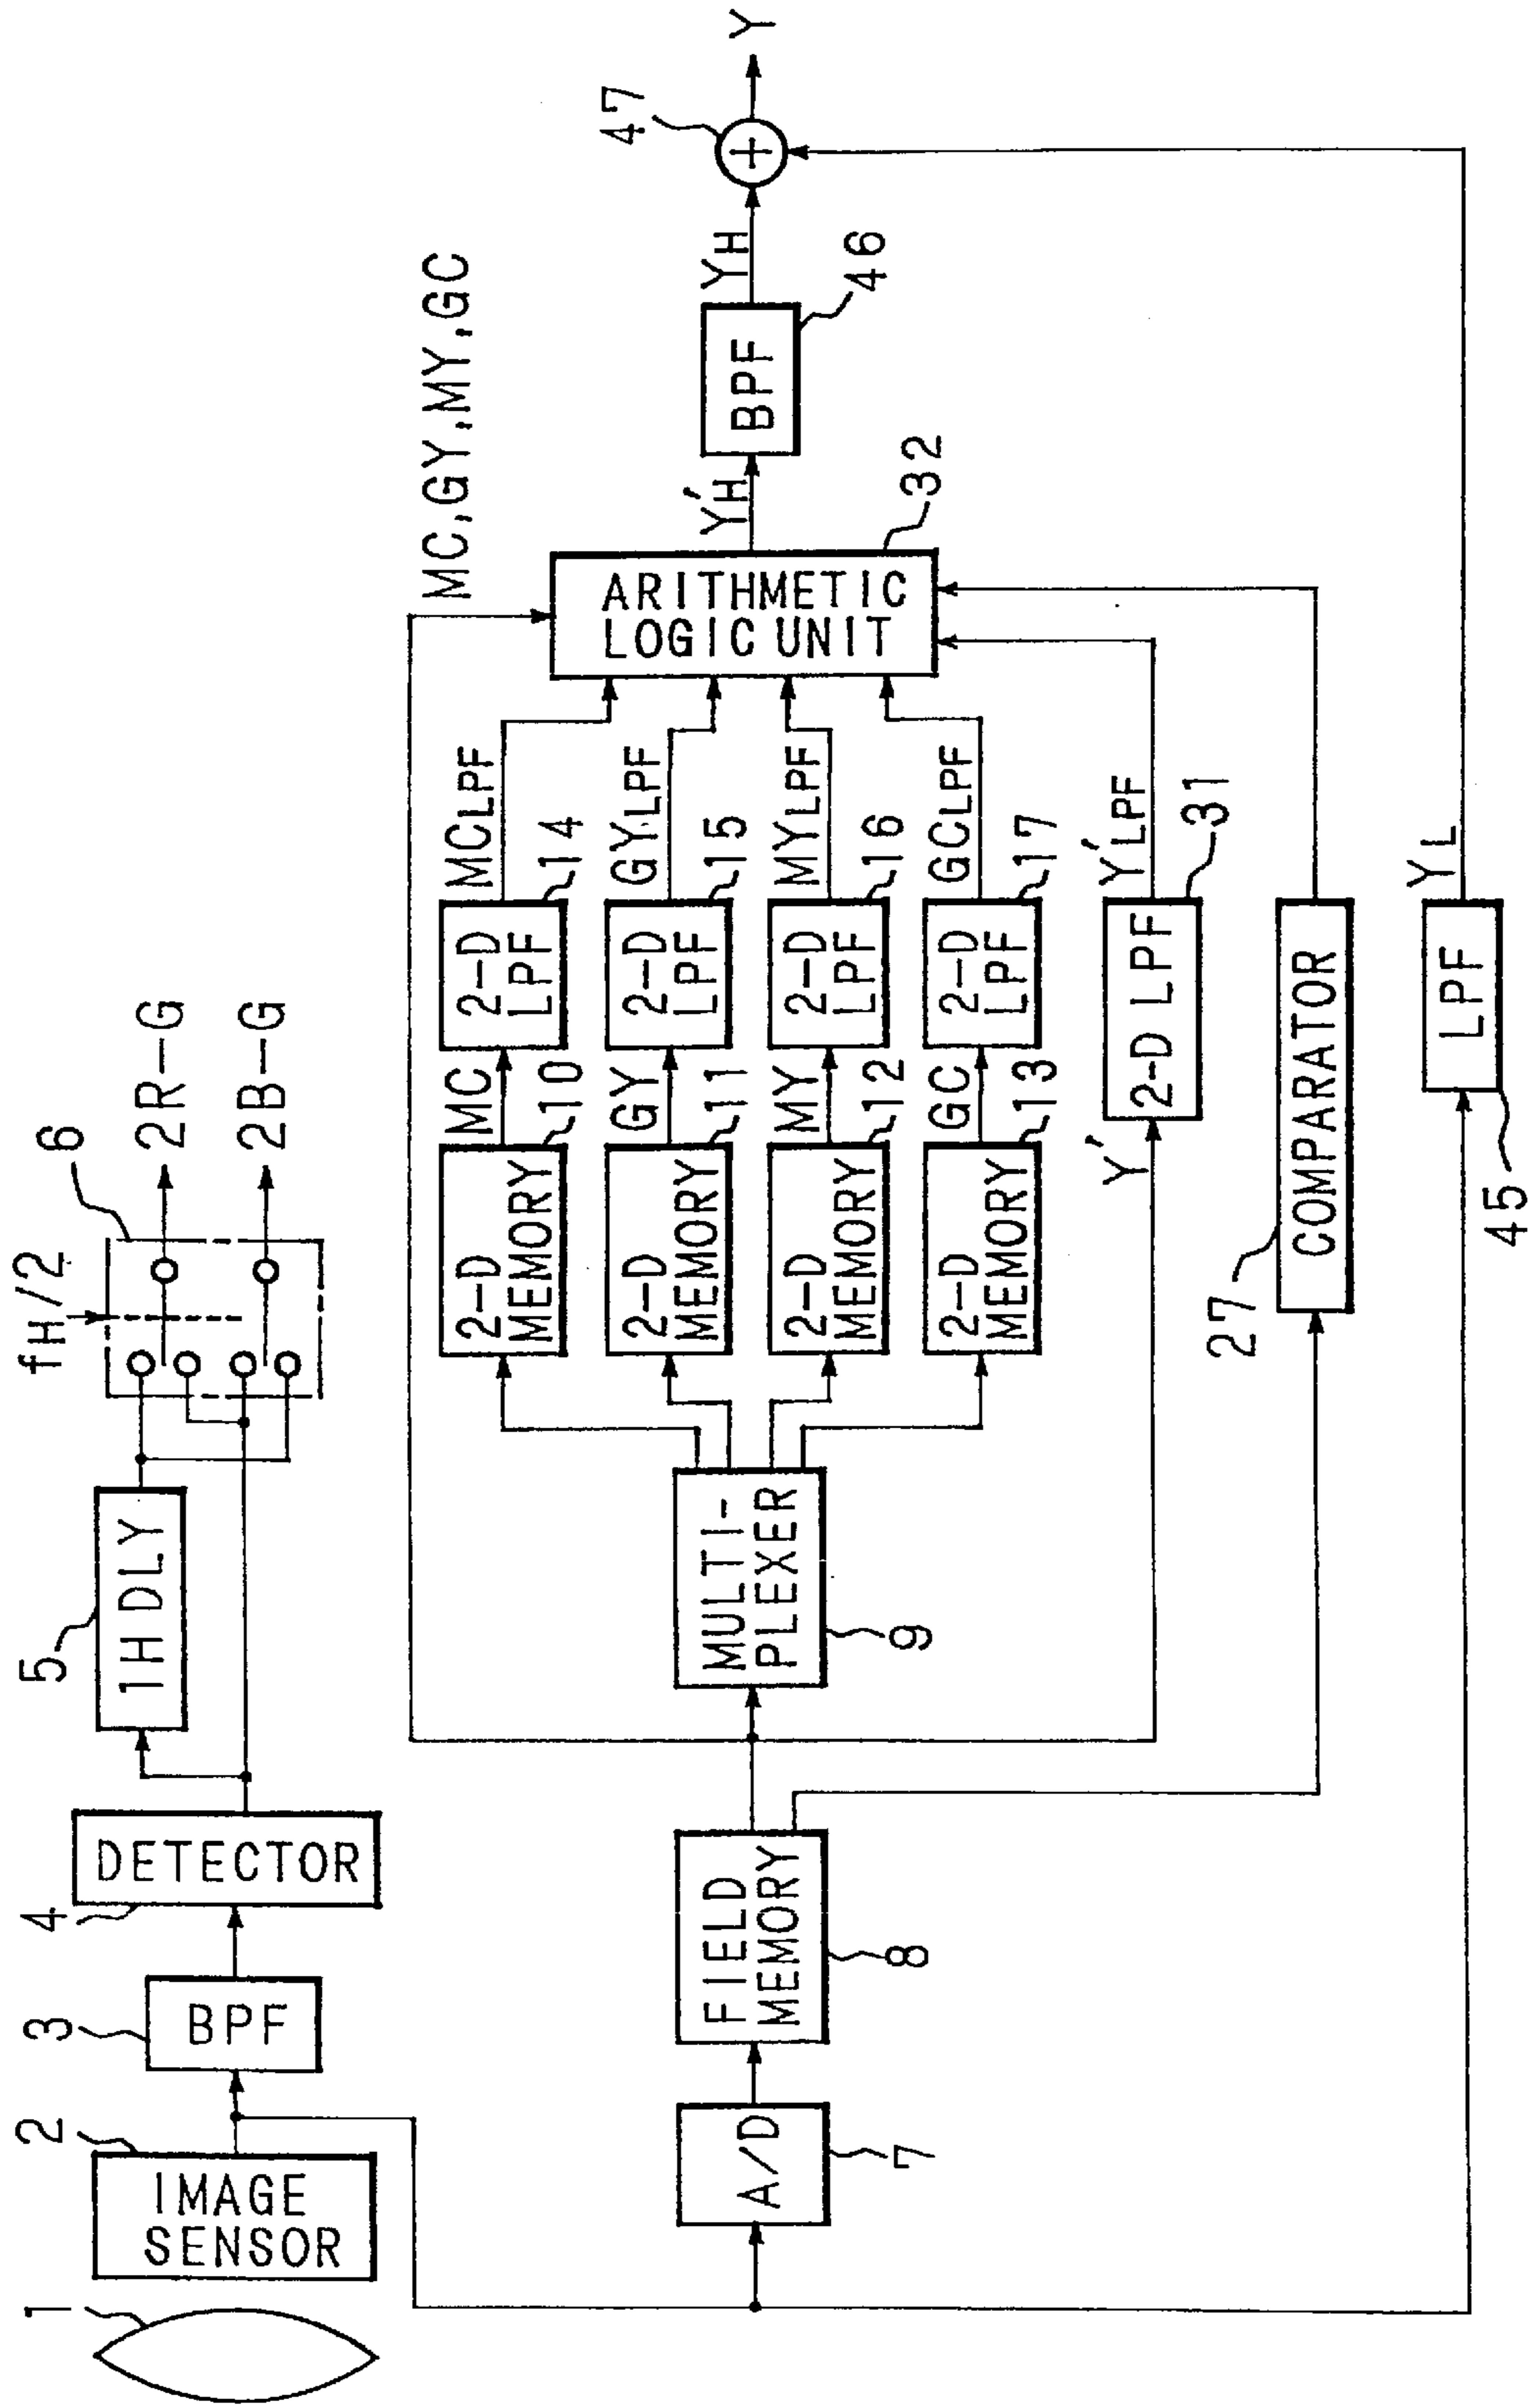 1
2
IMAGE
SENSOR
3
BPF
4
DETECTOR
5
1H DLY
fH/2
6
2R-G
2B-G
7
A/D
8
FIELD
MEMORY
9
MULTI-
PLEXER
2-D
MEMORY
10
MC
2-D
LPF
14
MCLPF
2-D
MEMORY
11
GY
2-D
LPF
15
GYLPF
2-D
MEMORY
12
MY
2-D
LPF
16
MYLPF
2-D
MEMORY
13
GC
2-D
LPF
17
GCLPF
Y'
2-D LPF
31
Y'LPF
27
COMPARATOR
45
LPF
YL
MC,GY,MY,GC
ARITHMETIC
LOGIC UNIT
32
Y'H
BPF
46
YH
47
+
Y